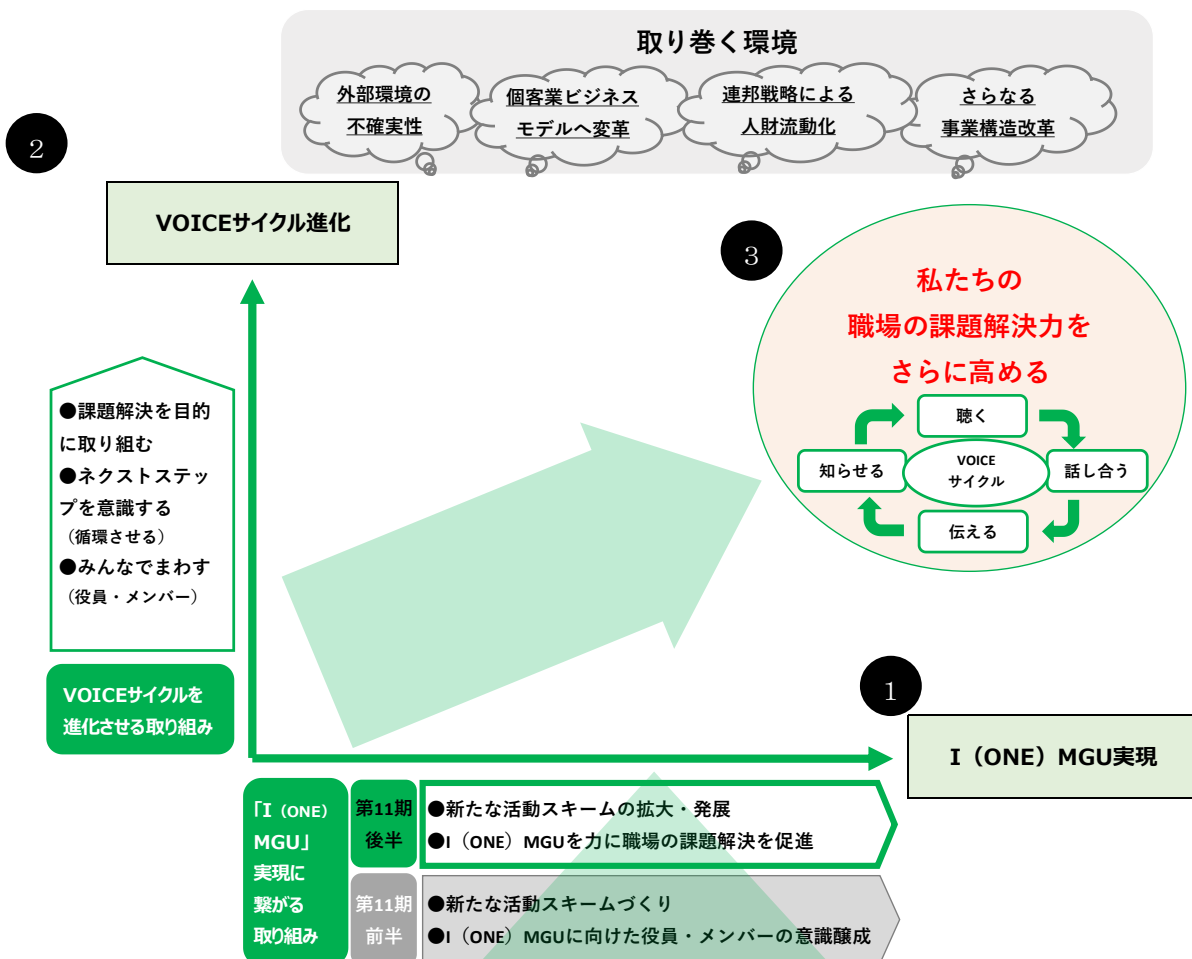 取り巻く環境
外部環境の
不確実性
個客業ビジネス
モデルへ変革
連邦戦略による
人財流動化
さらなる
事業構造改革
2
VOICEサイクル進化
3
私たちの
職場の課題解決力を
さらに高める
聴く
知らせる
VOICE
サイクル
話し合う
伝える
●課題解決を目的
に取り組む
●ネクストステッ
プを意識する
（循環させる）
●みんなでまわす
（役員・メンバー）
VOICEサイクルを
進化させる取り組み
1
I（ONE）MGU実現
「I（ONE）
MGU」
実現に
繋がる
取り組み
第11期
後半
●新たな活動スキームの拡大・発展
●I（ONE）MGUを力に職場の課題解決を促進
第11期
前半
●新たな活動スキームづくり
●I（ONE）MGUに向けた役員・メンバーの意識醸成